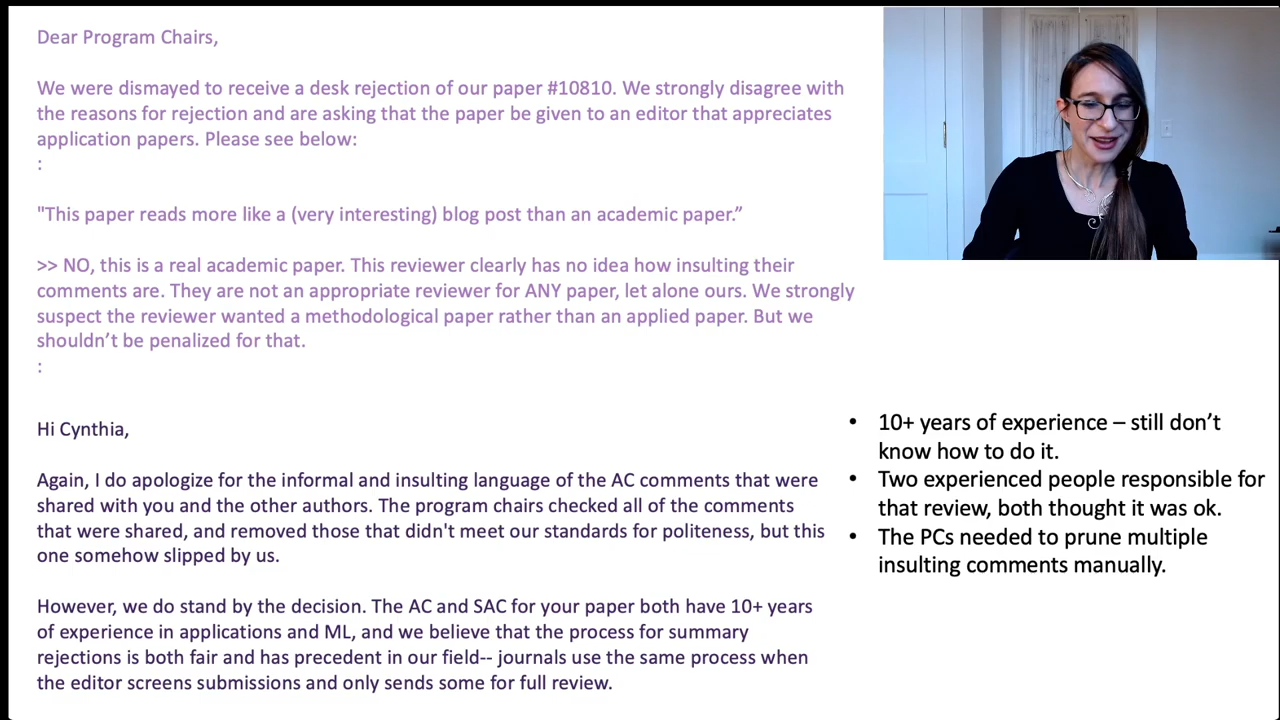 Dear Program Chairs,
We were dismayed to receive a desk rejection of our paper #10810. We strongly disagree with
the reasons for rejection and are asking that the paper be given to an editor that appreciates
application papers. Please see below:
:
"This paper reads more like a (very interesting) blog post than an academic paper.”
>> NO, this is a real academic paper. This reviewer clearly has no idea how insulting their
comments are. They are not an appropriate reviewer for ANY paper, let alone ours. We strongly
suspect the reviewer wanted a methodological paper rather than an applied paper. But we
shouldn’t be penalized for that.
:
Hi Cynthia,
Again, I do apologize for the informal and insulting language of the AC comments that were
shared with you and the other authors. The program chairs checked all of the comments
that were shared, and removed those that didn't meet our standards for politeness, but this
one somehow slipped by us.
However, we do stand by the decision. The AC and SAC for your paper both have 10+ years
of experience in applications and ML, and we believe that the process for summary
rejections is both fair and has precedent in our field-- journals use the same process when
the editor screens submissions and only sends some for full review.
• 10+ years of experience – still don’t
know how to do it.
• Two experienced people responsible for
that review, both thought it was ok.
• The PCs needed to prune multiple
insulting comments manually.